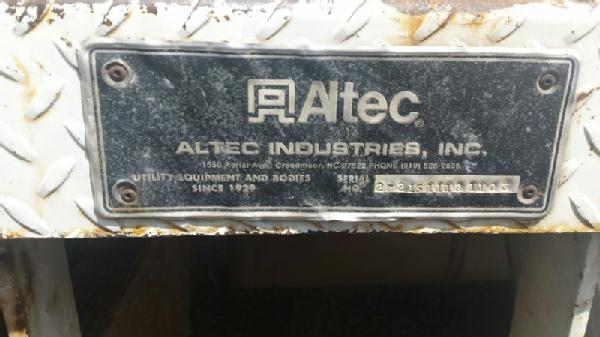 Altec®
ALTEC INDUSTRIES, INC.
1550 Aerial Ave. Creedmoor, NC 27522 PHONE (919) 528-2535
UTILITY EQUIPMENT AND BODIES SINCE 1929
SERIAL NO.